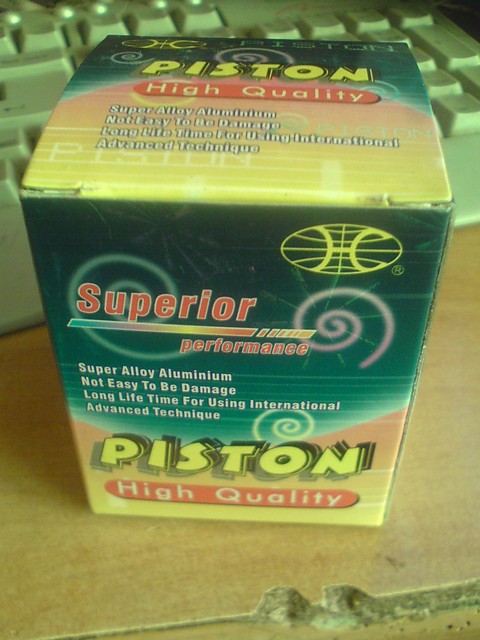 PISTON
PISTON
High Quality
Super Alloy Aluminium
Not Easy To Be Damage
Long Life Time For Using International
Advanced Technique
PISTON
PISTON
®
Superior
performance
Super Alloy Aluminium
Not Easy To Be Damage
Long Life Time For Using International
Advanced Technique
PISTON
High Quality